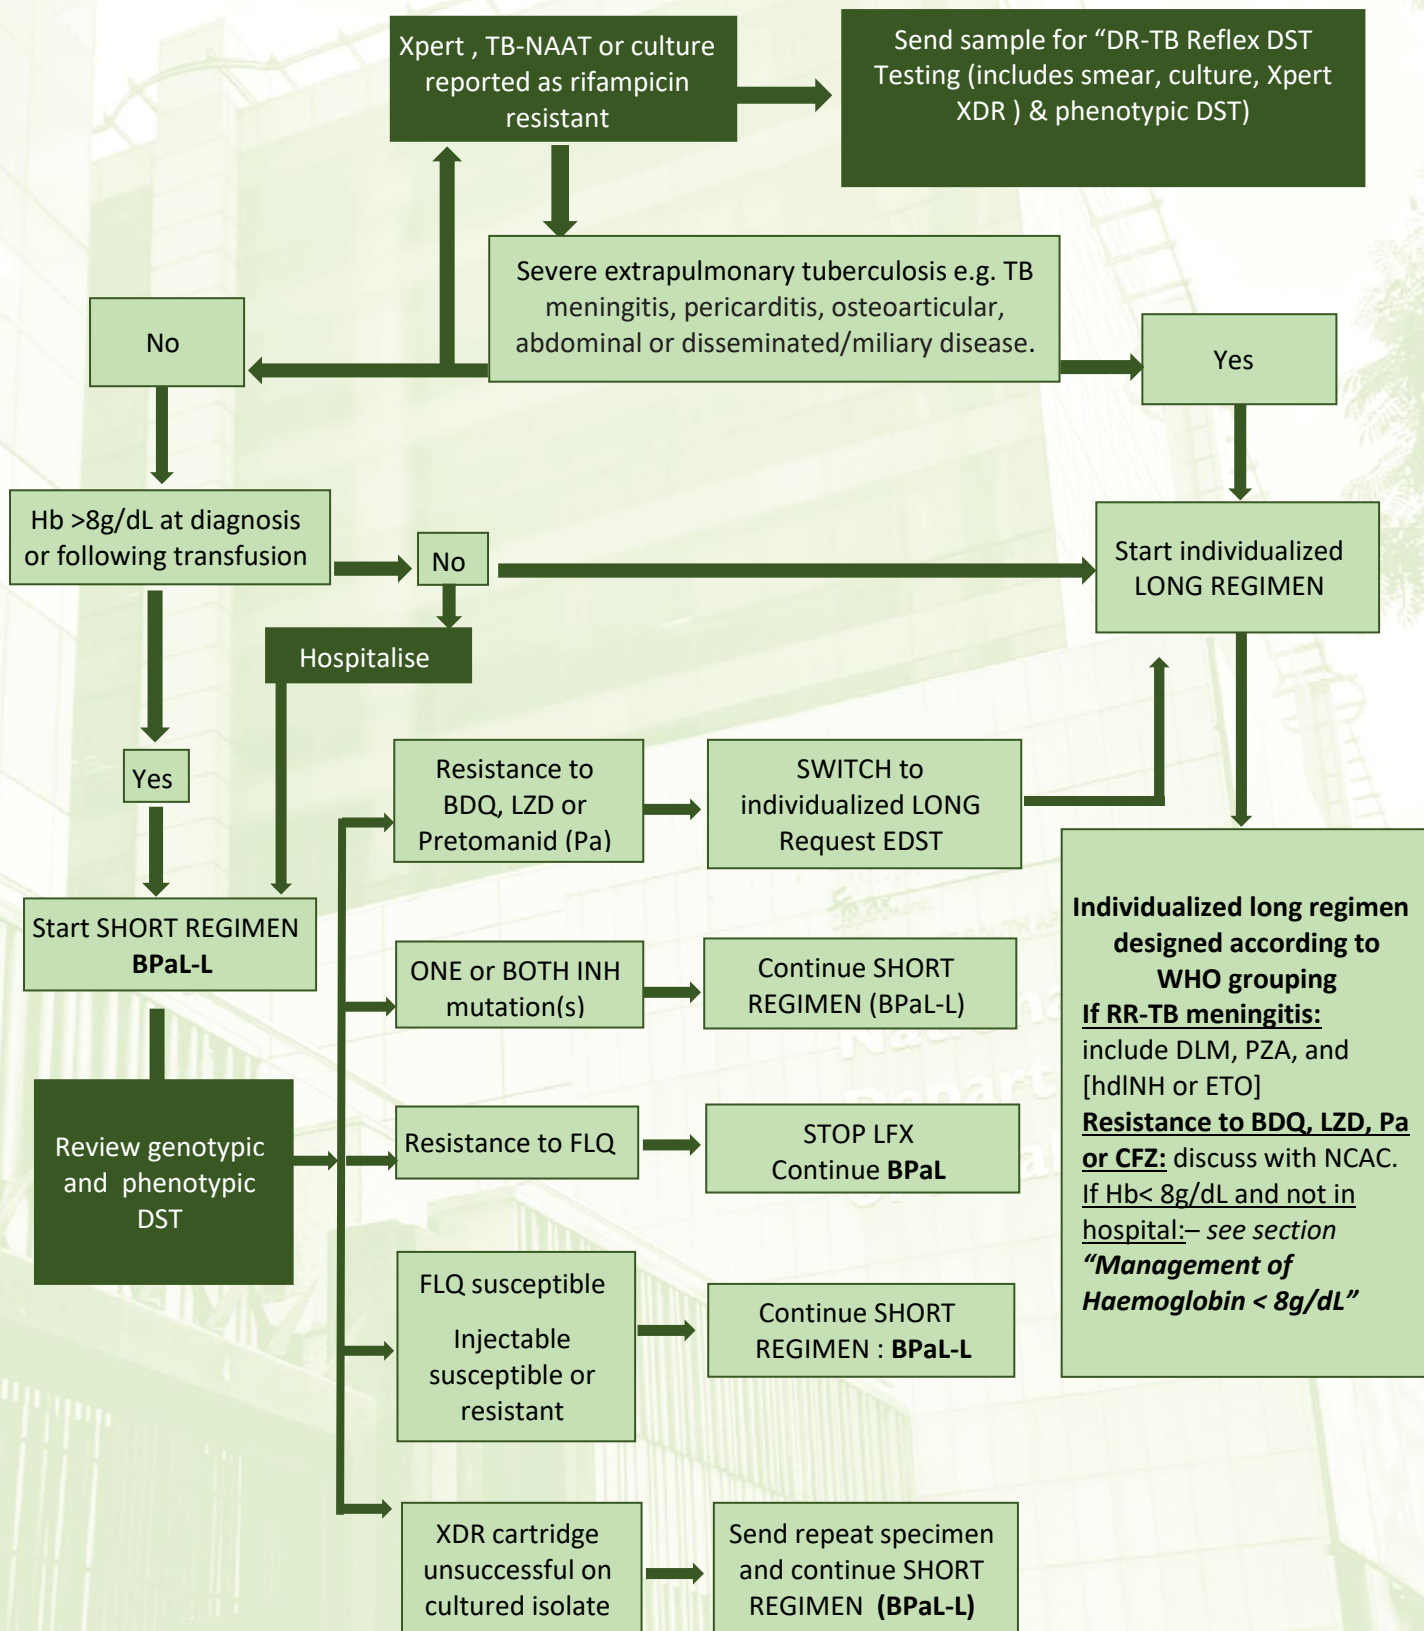 Xpert , TB-NAAT or culture
reported as rifampicin
resistant
Send sample for “DR-TB Reflex DST
Testing (includes smear, culture, Xpert
XDR ) & phenotypic DST)
Severe extrapulmonary tuberculosis e.g. TB
meningitis, pericarditis, osteoarticular,
abdominal or disseminated/miliary disease.
No
Yes
Hb >8g/dL at diagnosis
or following transfusion
No
Start individualized
LONG REGIMEN
Hospitalise
Yes
Resistance to
BDQ, LZD or
Pretomanid (Pa)
SWITCH to
individualized LONG
Request EDST
Start SHORT REGIMEN
BPaL-L
ONE or BOTH INH
mutation(s)
Continue SHORT
REGIMEN (BPaL-L)
Individualized long regimen
designed according to
WHO grouping
If RR-TB meningitis:
include DLM, PZA, and
[hdINH or ETO]
Resistance to BDQ, LZD, Pa
or CFZ: discuss with NCAC.
If Hb< 8g/dL and not in
hospital:– see section
“Management of
Haemoglobin < 8g/dL”
Review genotypic
and phenotypic
DST
Resistance to FLQ
STOP LFX
Continue BPaL
FLQ susceptible
Injectable
susceptible or
resistant
Continue SHORT
REGIMEN : BPaL-L
XDR cartridge
unsuccessful on
cultured isolate
Send repeat specimen
and continue SHORT
REGIMEN (BPaL-L)